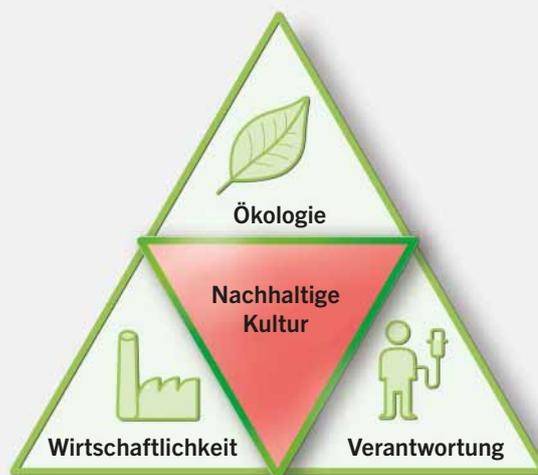 Ökologie
Nachhaltige
Kultur
Wirtschaftlichkeit
Verantwortung